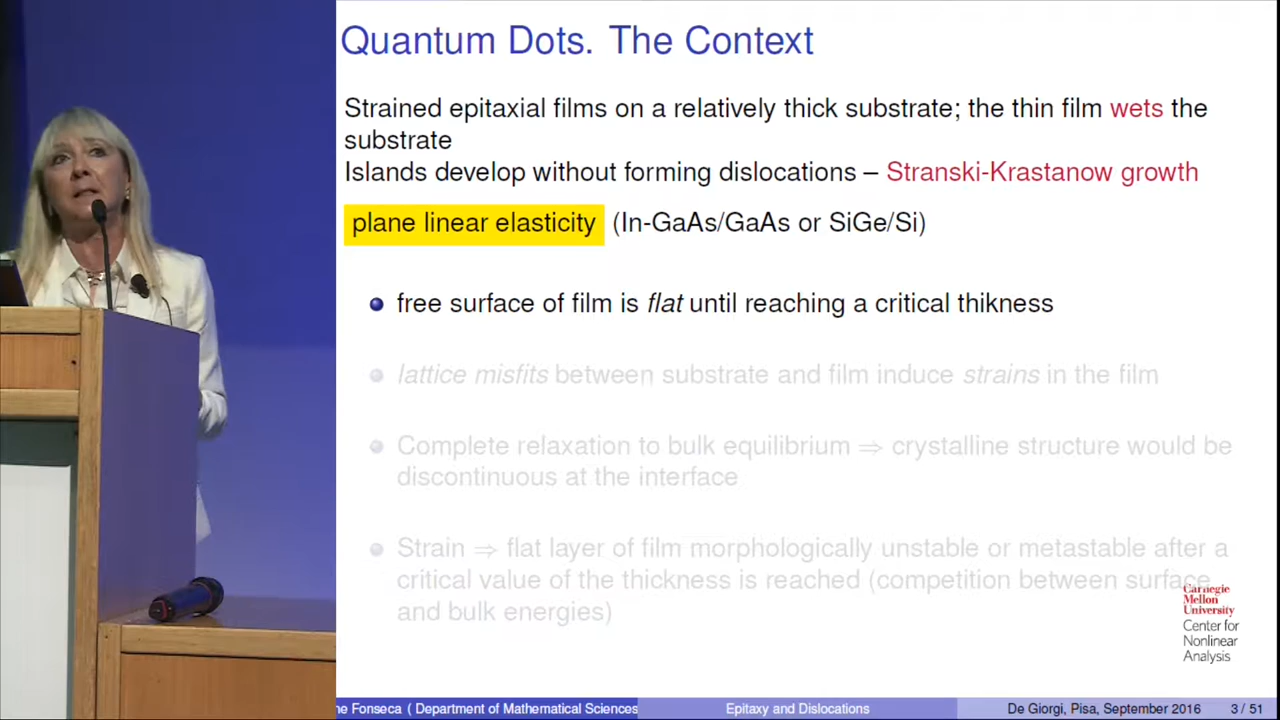 Quantum Dots. The Context
Strained epitaxial films on a relatively thick substrate; the thin film wets the
substrate
Islands develop without forming dislocations – Stranski-Krastanow growth
plane linear elasticity (In-GaAs/GaAs or SiGe/Si)
free surface of film is flat until reaching a critical thikness
lattice misfits between substrate and film induce strains in the film
Complete relaxation to bulk equilibrium ⇒ crystalline structure would be
discontinuous at the interface
Strain ⇒ flat layer of film morphologically unstable or metastable after a
critical value of the thickness is reached (competition between surface
and bulk energies)
Carnegie
Mellon
University
Center for
Nonlinear
Analysis
ne Fonseca ( Department of Mathematical Sciences
Epitaxy and Dislocations
De Giorgi, Pisa, September 2016
3 / 51